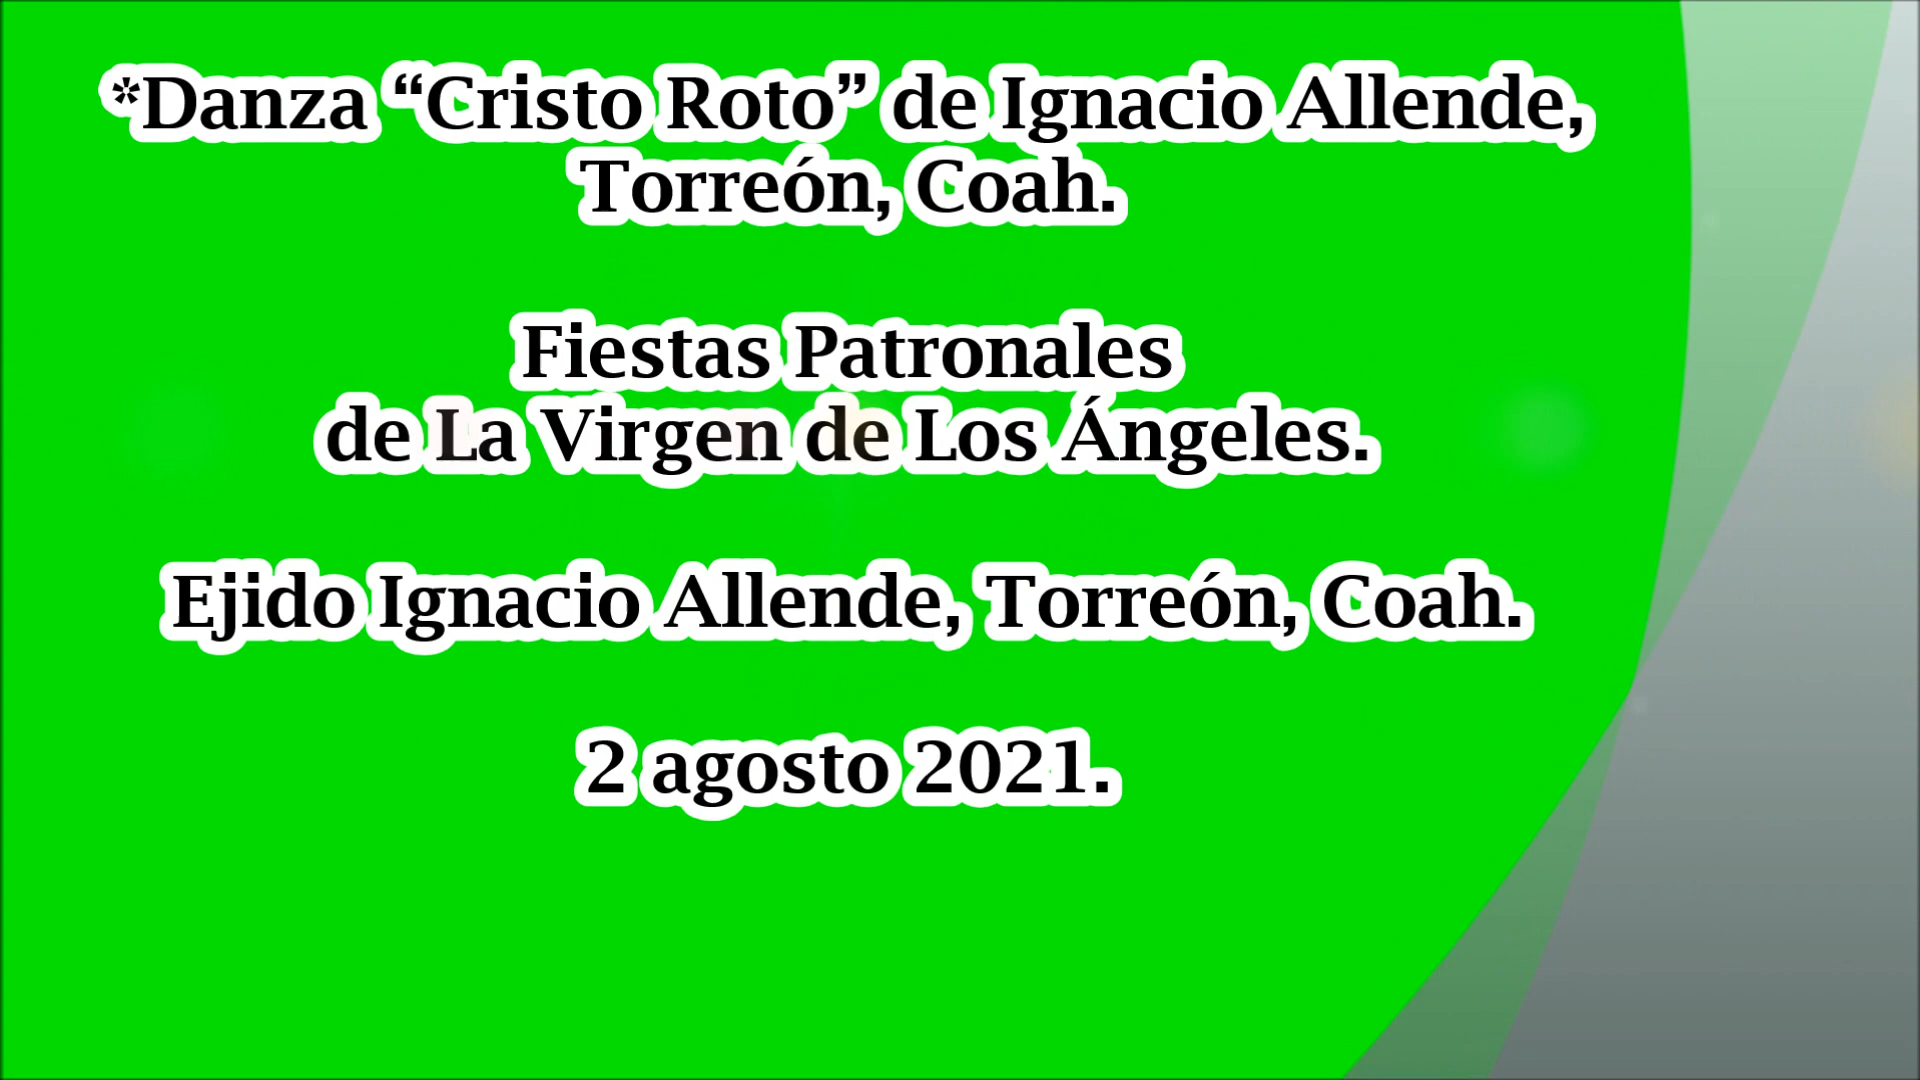 *Danza “Cristo Roto” de Ignacio Allende,
Torreón, Coah.
Fiestas Patronales
de La Virgen de Los Ángeles.
Ejido Ignacio Allende, Torreón, Coah.
2 agosto 2021.